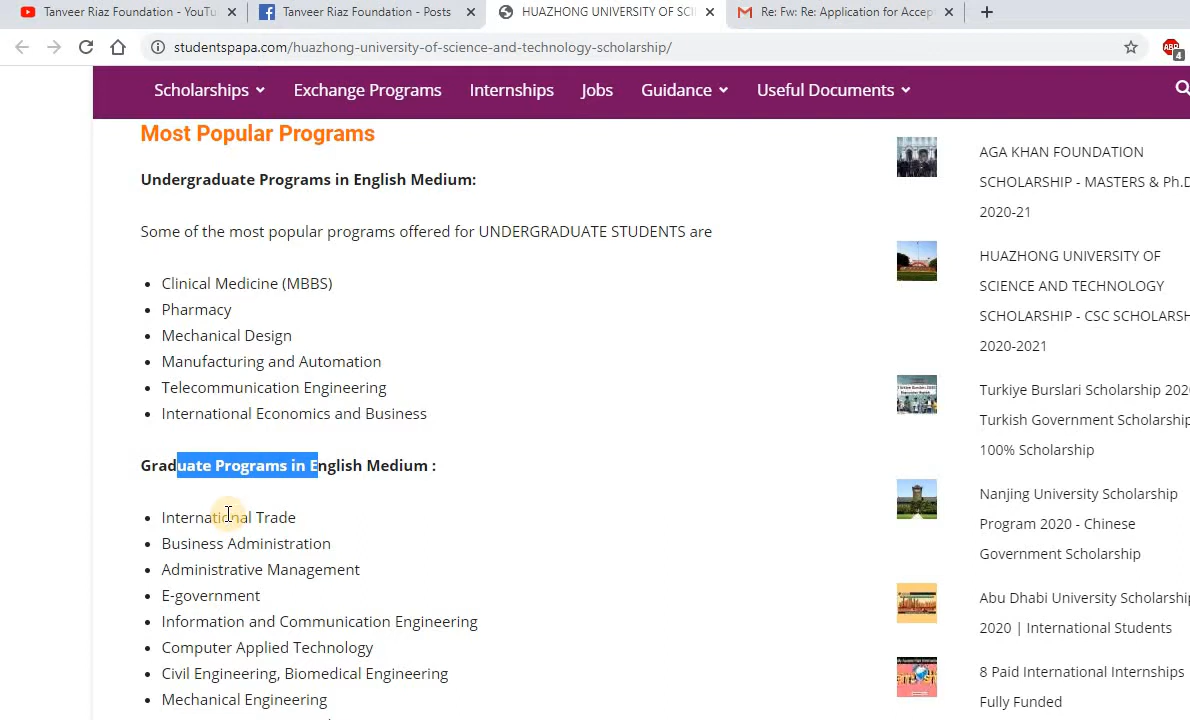 Tanveer Riaz Foundation - YouTu
Tanveer Riaz Foundation - Posts
HUAZHONG UNIVERSITY OF SCI
Re: Fw: Re: Application for Accep
studentspapa.com/huazhong-university-of-science-and-technology-scholarship/
ABP
4
Scholarships
Exchange Programs
Internships
Jobs
Guidance
Useful Documents
Most Popular Programs
Undergraduate Programs in English Medium:
Some of the most popular programs offered for UNDERGRADUATE STUDENTS are
• Clinical Medicine (MBBS)
• Pharmacy
• Mechanical Design
• Manufacturing and Automation
• Telecommunication Engineering
• International Economics and Business
Graduate Programs in English Medium :
• International Trade
• Business Administration
• Administrative Management
• E-government
• Information and Communication Engineering
• Computer Applied Technology
• Civil Engineering, Biomedical Engineering
• Mechanical Engineering
AGA KHAN FOUNDATION
SCHOLARSHIP - MASTERS & Ph.D
2020-21
HUAZHONG UNIVERSITY OF
SCIENCE AND TECHNOLOGY
SCHOLARSHIP - CSC SCHOLARSH
2020-2021
Turkiye Burslari Scholarship 202
Turkish Government Scholarship
100% Scholarship
Nanjing University Scholarship
Program 2020 - Chinese
Government Scholarship
Abu Dhabi University Scholarship
2020 | International Students
8 Paid International Internships
Fully Funded